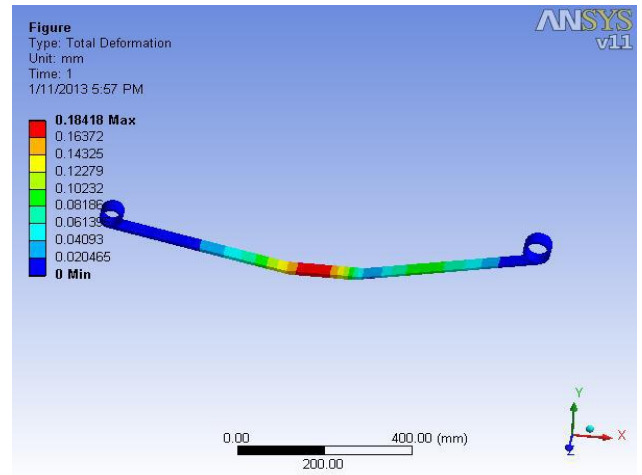 Figure
Type: Total Deformation
Unit: mm
Time: 1
1/11/2013 5:57 PM
ANSYS
v11
0.18418 Max
0.16372
0.14325
0.12279
0.10232
0.08186
0.06139
0.04093
0.020465
0 Min
Y
X
Z
0.00
400.00 (mm)
200.00